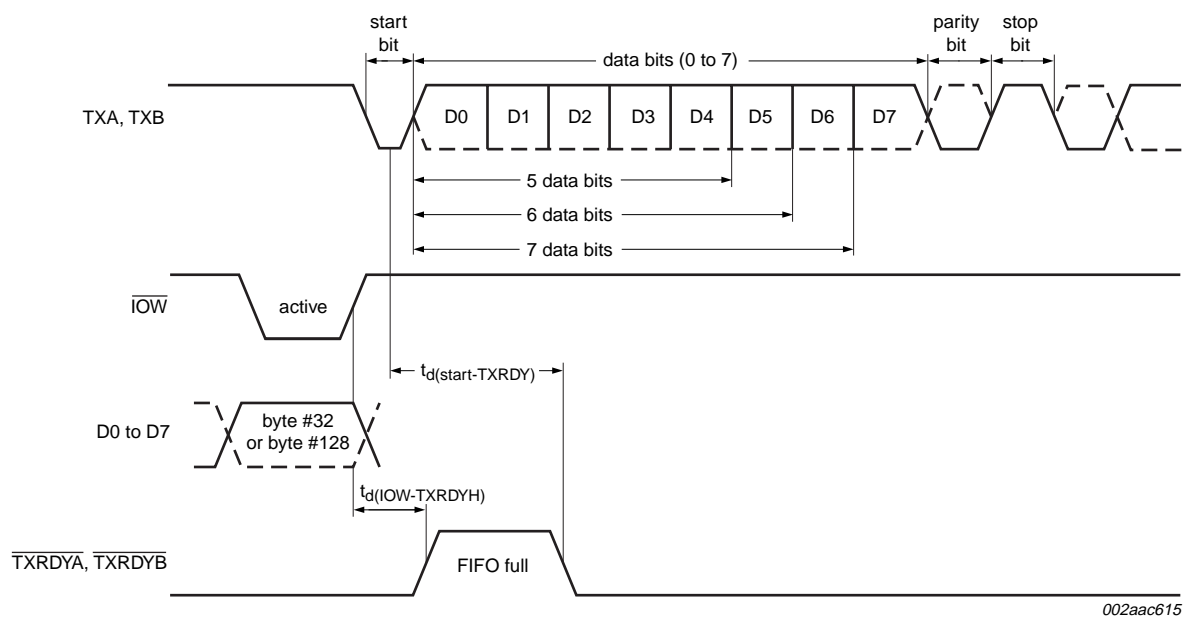 start
bit
data bits (0 to 7)
parity
bit
stop
bit
TXA, TXB
D0
D1
D2
D3
D4
D5
D6
D7
5 data bits
6 data bits
7 data bits
IOW
active
td(start-TXRDY)
D0 to D7
byte #32
or byte #128
td(IOW-TXRDYH)
TXRDYA, TXRDYB
FIFO full
002aac615